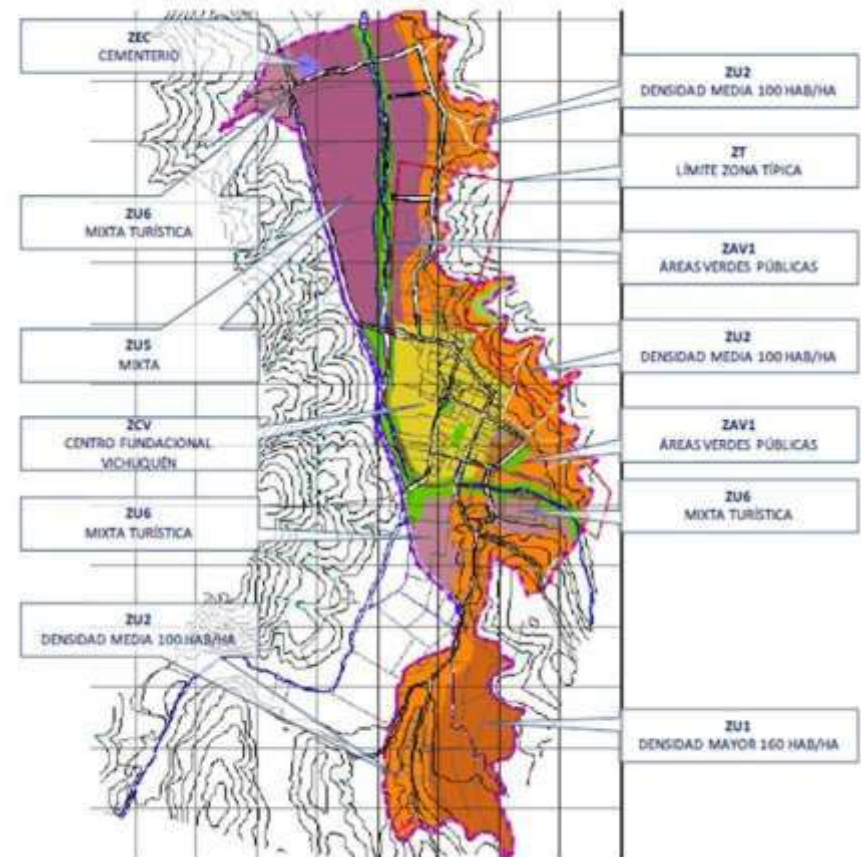 ZEC
CEMENTERIO
ZU6
MIXTA TURÍSTICA
ZU5
MIXTA
ZCV
CENTRO FUNDACIONAL
VICHUQUÉN
ZU6
MIXTA TURÍSTICA
ZU2
DENSIDAD MEDIA 100 HAB/HA
ZU2
DENSIDAD MEDIA 100 HAB/HA
ZT
LÍMITE ZONA TÍPICA
ZAV1
ÁREAS VERDES PÚBLICAS
ZU2
DENSIDAD MEDIA 100 HAB/HA
ZAV1
ÁREAS VERDES PÚBLICAS
ZU6
MIXTA TURÍSTICA
ZU1
DENSIDAD MAYOR 160 HAB/HA